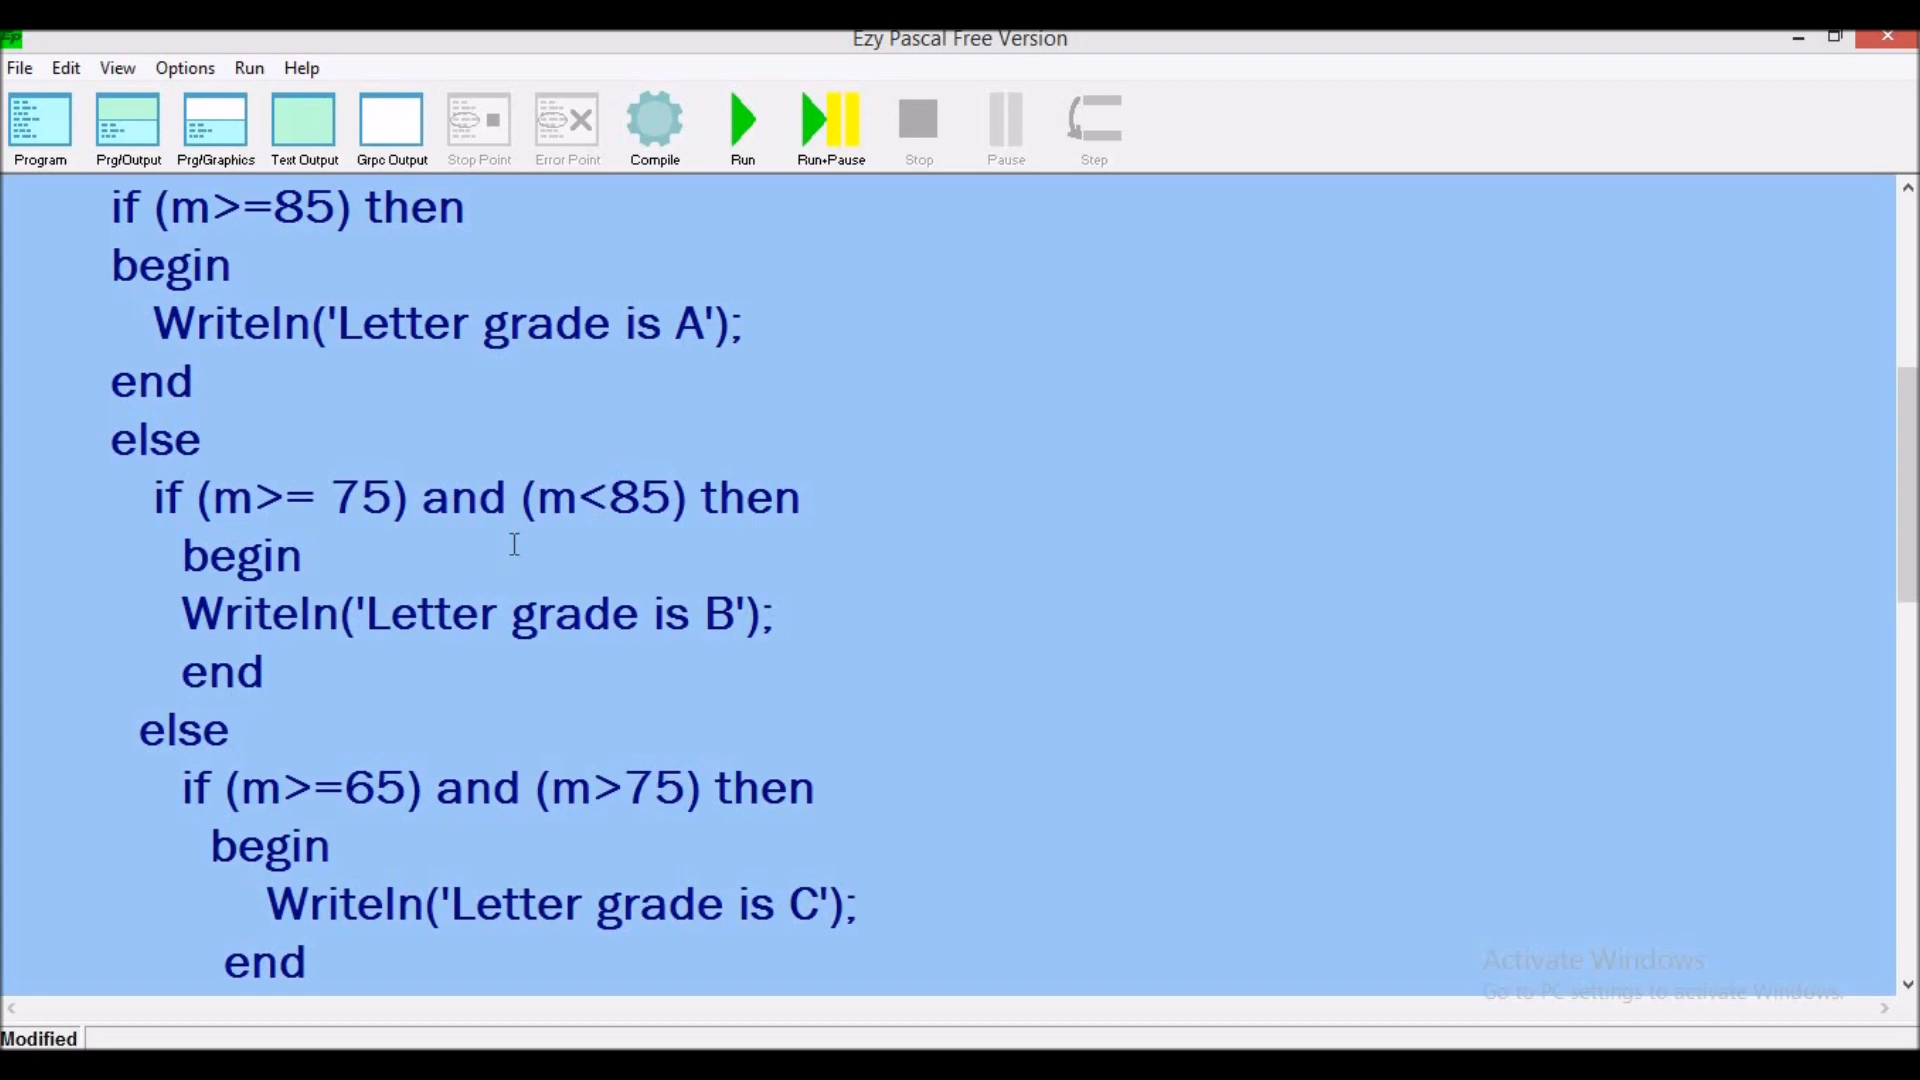 EP
Ezy Pascal Free Version
File Edit View Options Run Help
Program Prg/Output Prg/Graphics Text Output Grpc Output Stop Point Error Point Compile Run Run+Pause Stop Pause Step
if (m>=85) then
begin
Writeln('Letter grade is A');
end
else
if (m>= 75) and (m<85) then
begin
Writeln('Letter grade is B');
end
else
if (m>=65) and (m>75) then
begin
Writeln('Letter grade is C');
end
Activate Windows
Go to PC settings to activate Windows.
Modified